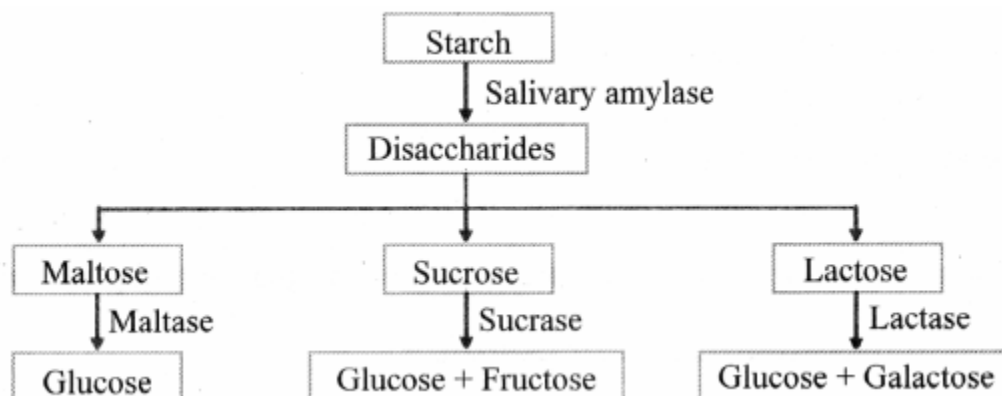 Starch
Salivary amylase
Disaccharides
Maltose
Sucrose
Lactose
Maltase
Sucrase
Lactase
Glucose
Glucose + Fructose
Glucose + Galactose